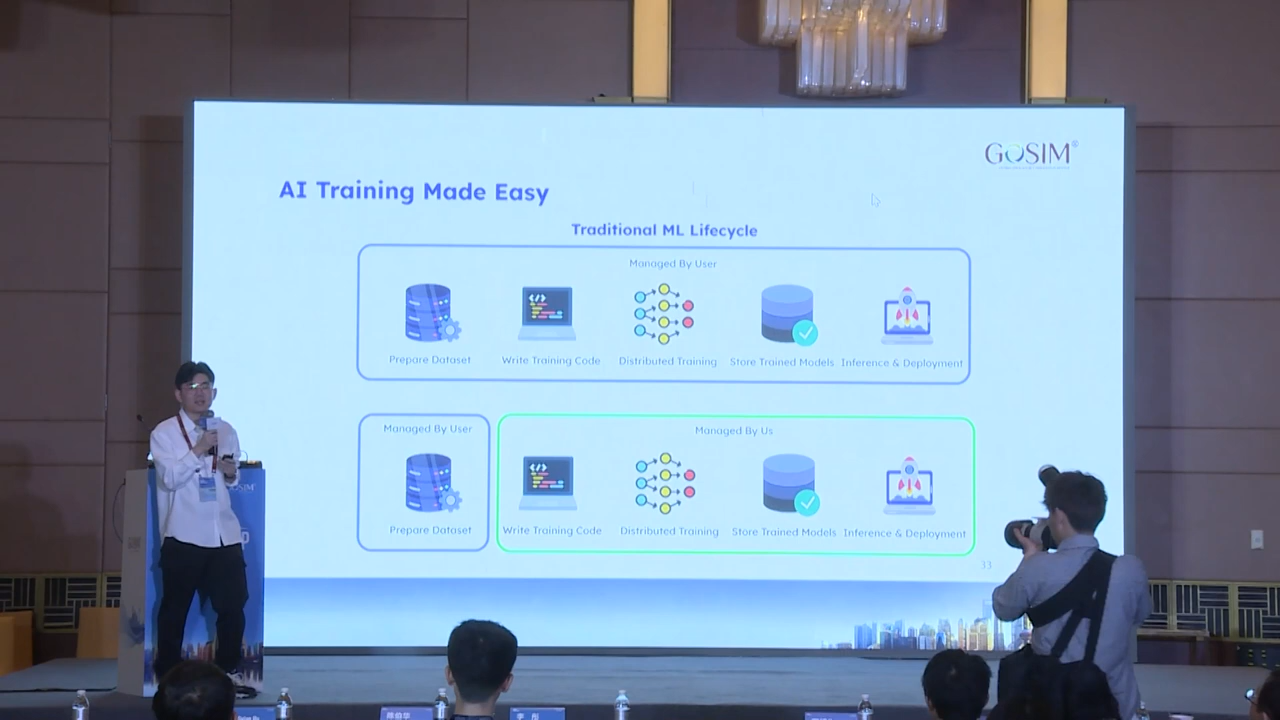 GOSIM
AI Training Made Easy
Traditional ML Lifecycle
Managed By User
Prepare Dataset
Write Training Code
Distributed Training
Store Trained Models
Inference & Deployment
Managed By User
Prepare Dataset
Managed By Us
Write Training Code
Distributed Training
Store Trained Models
Inference & Deployment
33